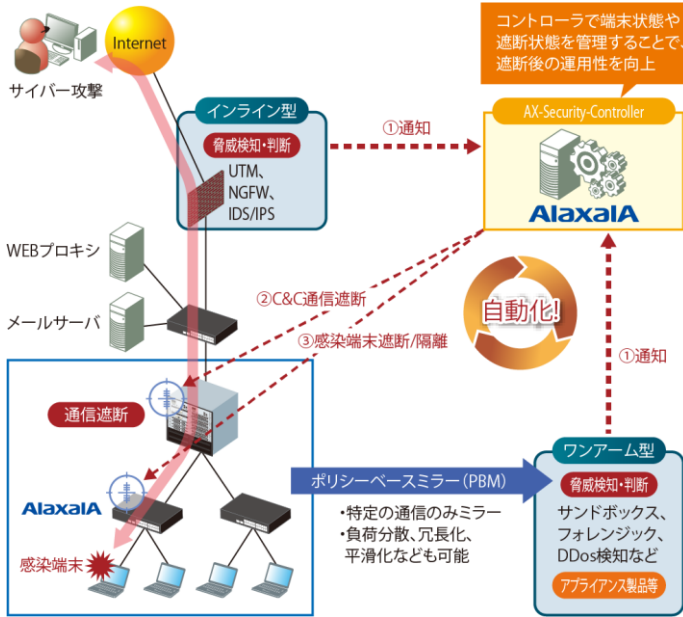 コントローラで端末状態や
遮断状態を管理することで、
遮断後の運用性を向上
Internet
サイバー攻撃
インライン型
脅威検知・判断
UTM、
NGFW、
IDS/IPS
①通知
AX-Security-Controller
AlaxalA
WEBプロキシ
メールサーバ
②C&C通信遮断
③感染端末遮断/隔離
自動化!
①通知
通信遮断
AlaxalA
感染端末
ポリシーベースミラー(PBM)
・特定の通信のみミラー
・負荷分散、冗長化、
平滑化なども可能
ワンアーム型
脅威検知・判断
サンドボックス、
フォレンジック、
DDos検知など
アプライアンス製品等